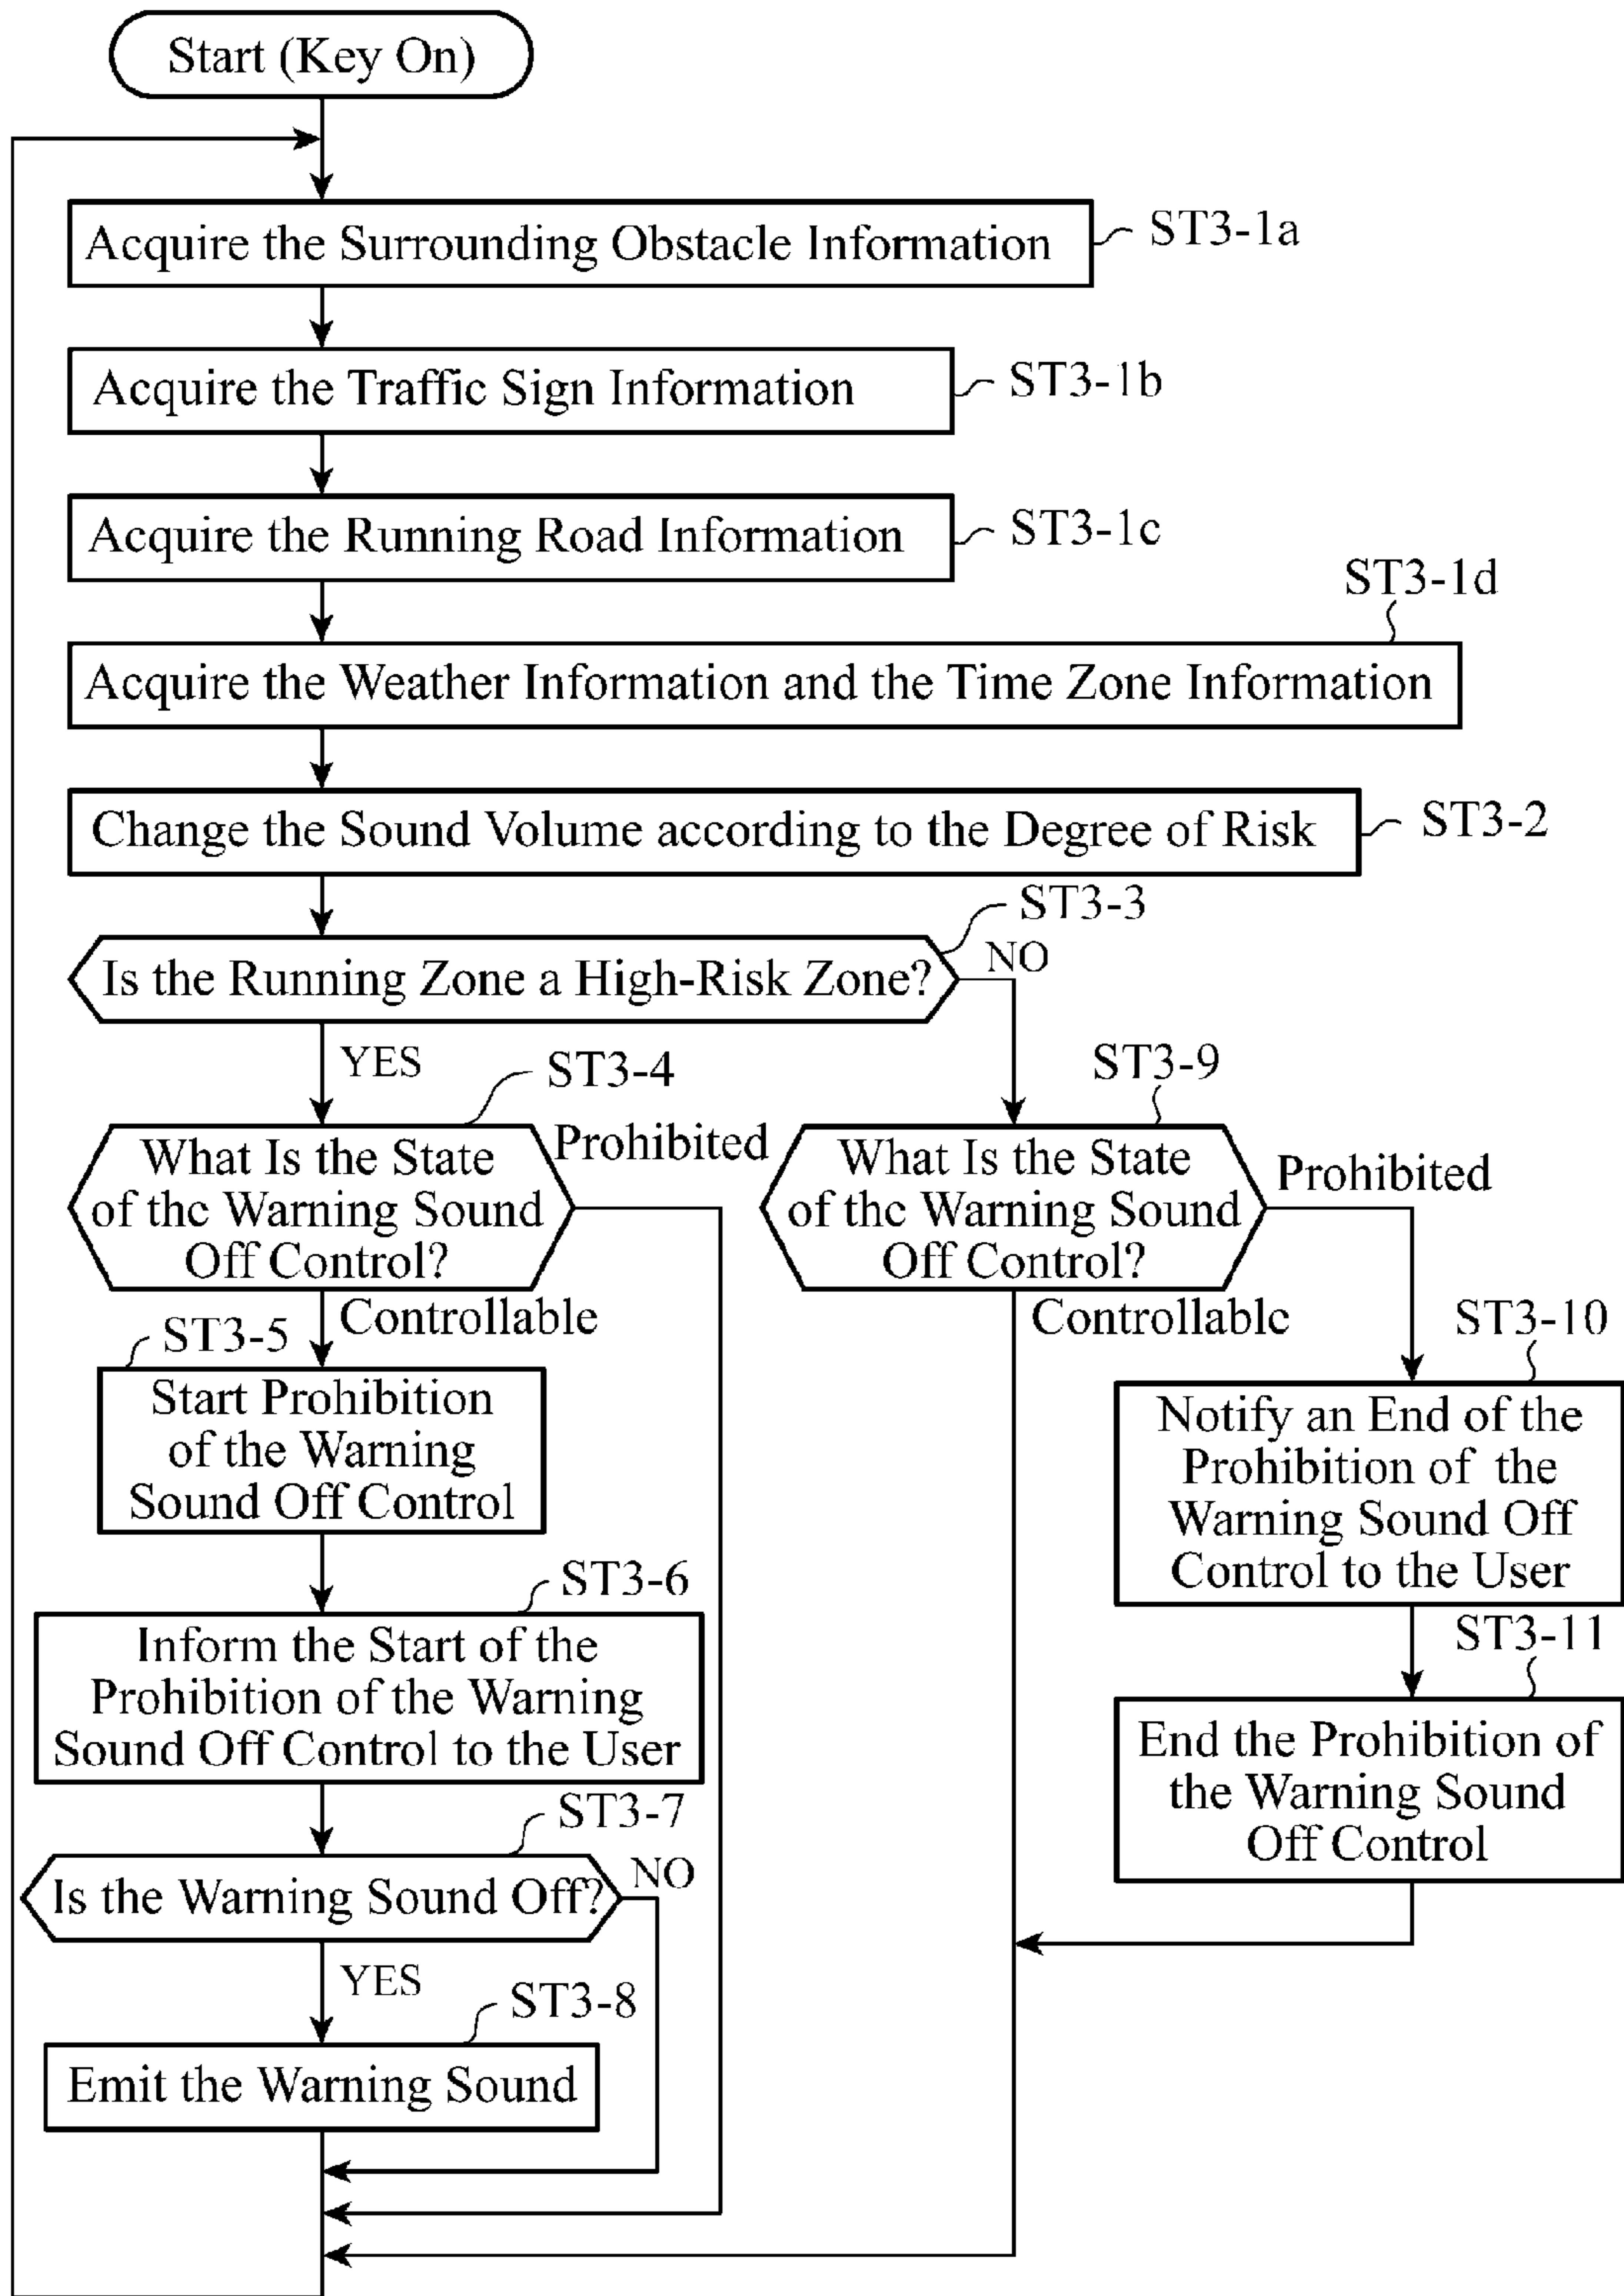 Start (Key On)
Acquire the Surrounding Obstacle Information
ST3-1a
Acquire the Traffic Sign Information
ST3-1b
Acquire the Running Road Information
ST3-1c
ST3-1d
Acquire the Weather Information and the Time Zone Information
Change the Sound Volume according to the Degree of Risk
ST3-2
ST3-3
Is the Running Zone a High-Risk Zone?
NO
YES
ST3-4
What Is the State
of the Warning Sound
Off Control?
Prohibited
Controllable
ST3-5
Start Prohibition
of the Warning
Sound Off Control
ST3-6
Inform the Start of the
Prohibition of the Warning
Sound Off Control to the User
ST3-7
Is the Warning Sound Off?
NO
YES
ST3-8
Emit the Warning Sound
ST3-9
What Is the State
of the Warning Sound
Off Control?
Prohibited
Controllable
ST3-10
Notify an End of the
Prohibition of the
Warning Sound Off
Control to the User
ST3-11
End the Prohibition of
the Warning Sound
Off Control